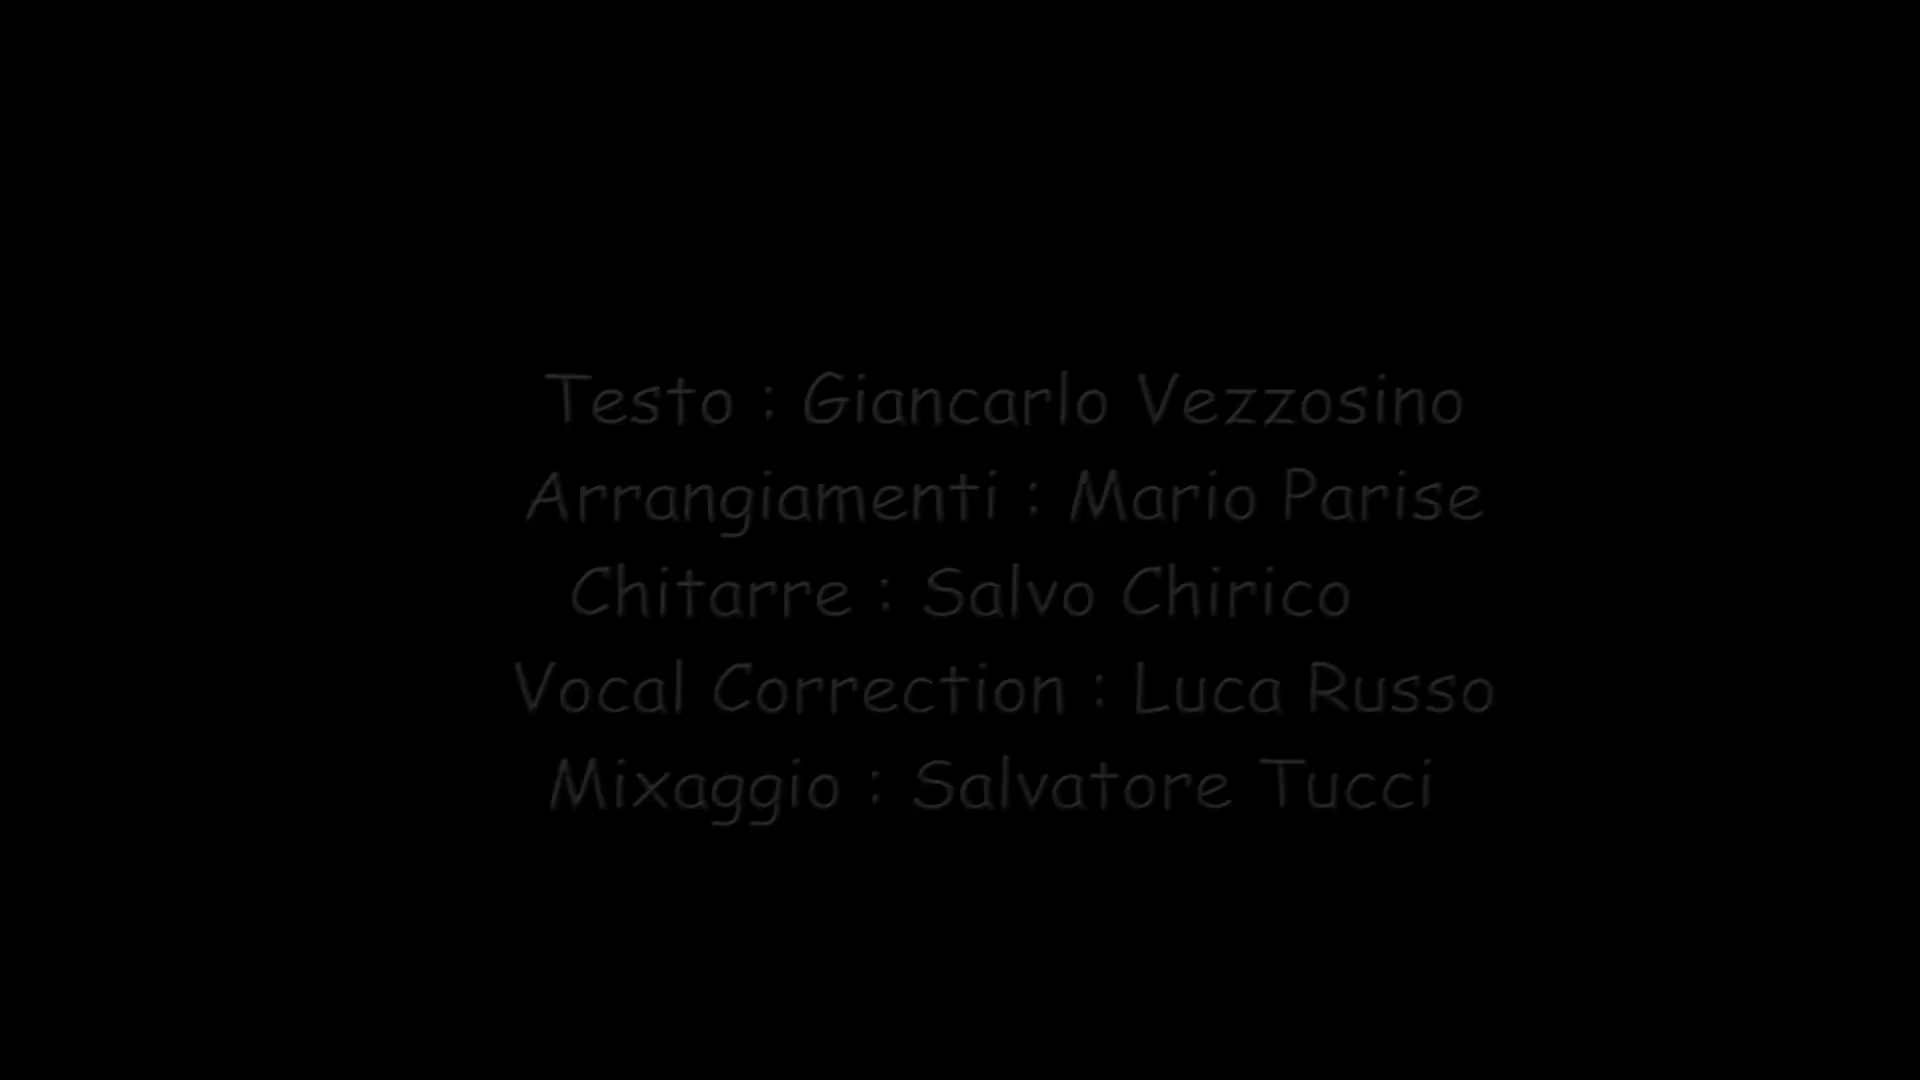 Testo : Giancarlo Vezzosino
Arrangiamenti : Mario Parise
Chitarre : Salvo Chirico
Vocal Correction : Luca Russo
Mixaggio : Salvatore Tucci